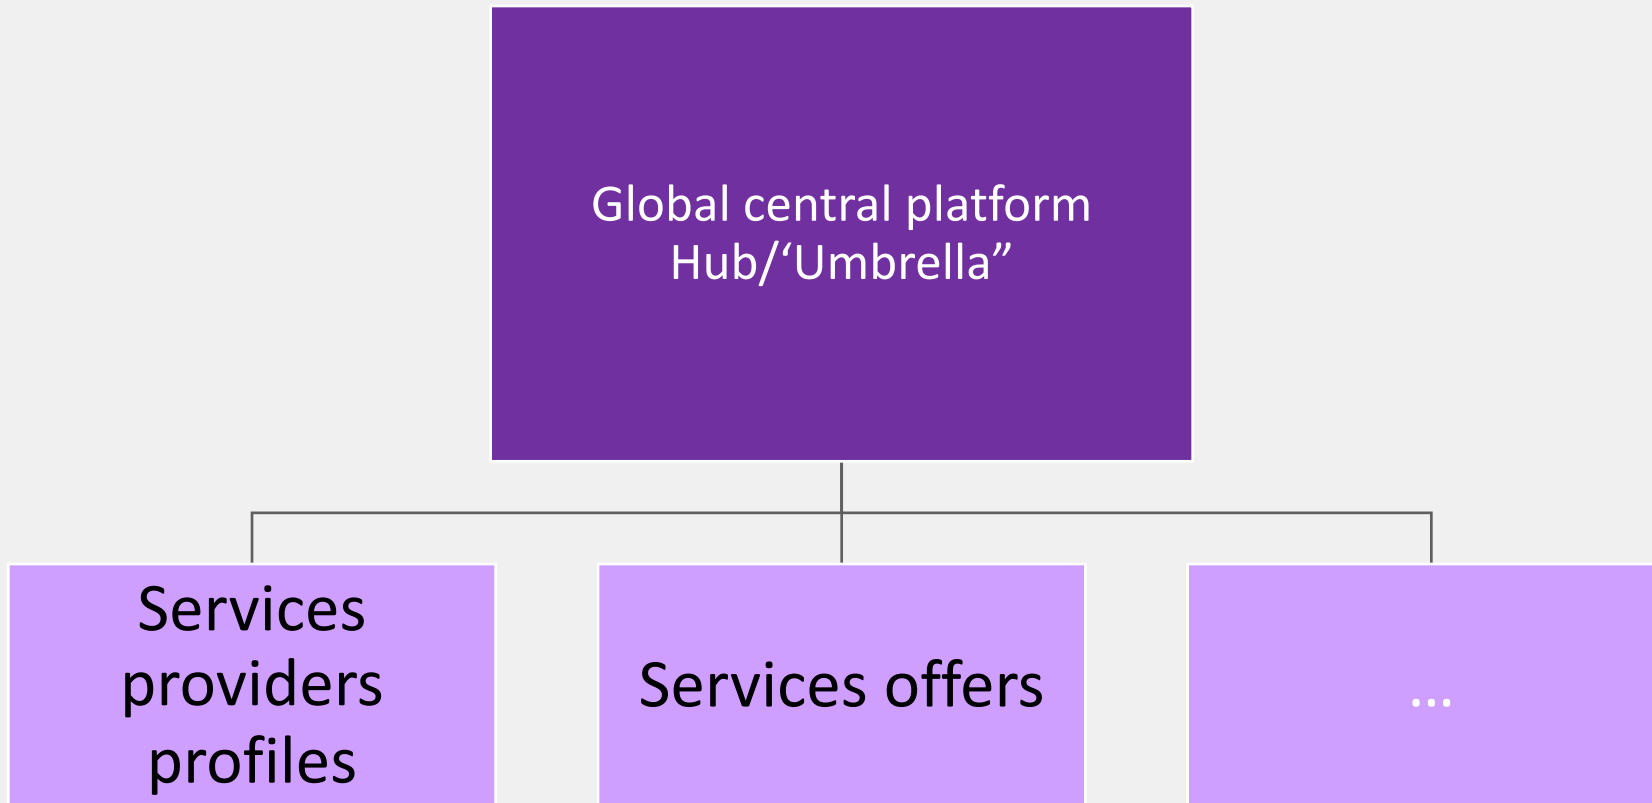 Global central platform
Hub/‘Umbrella”
Services
providers
profiles
Services offers
...